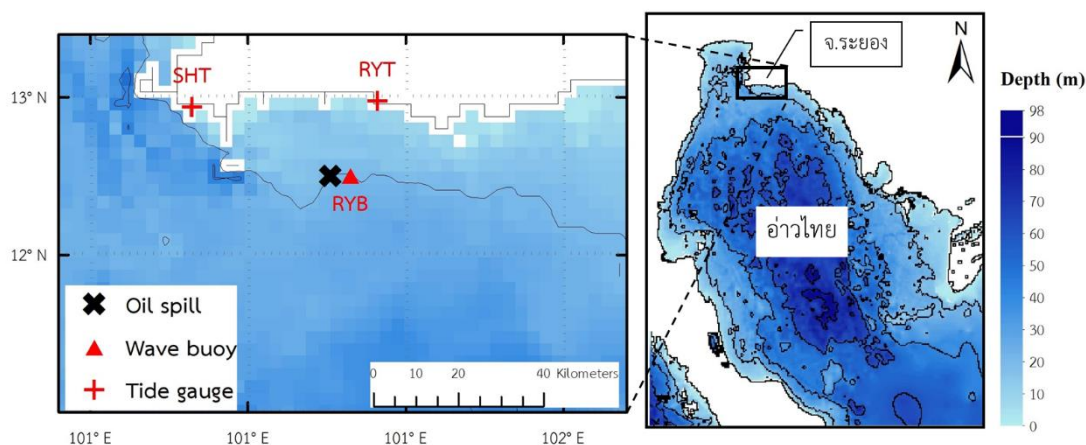 SHT
RYT
RYB
13° N
12° N
Oil spill
Wave buoy
Tide gauge
0 10 20 40 Kilometers
101° E
101° E
101° E
102° E
จ.ระยอง
อ่าวไทย
N
Depth (m)
98
90
80
70
60
50
40
30
20
10
0